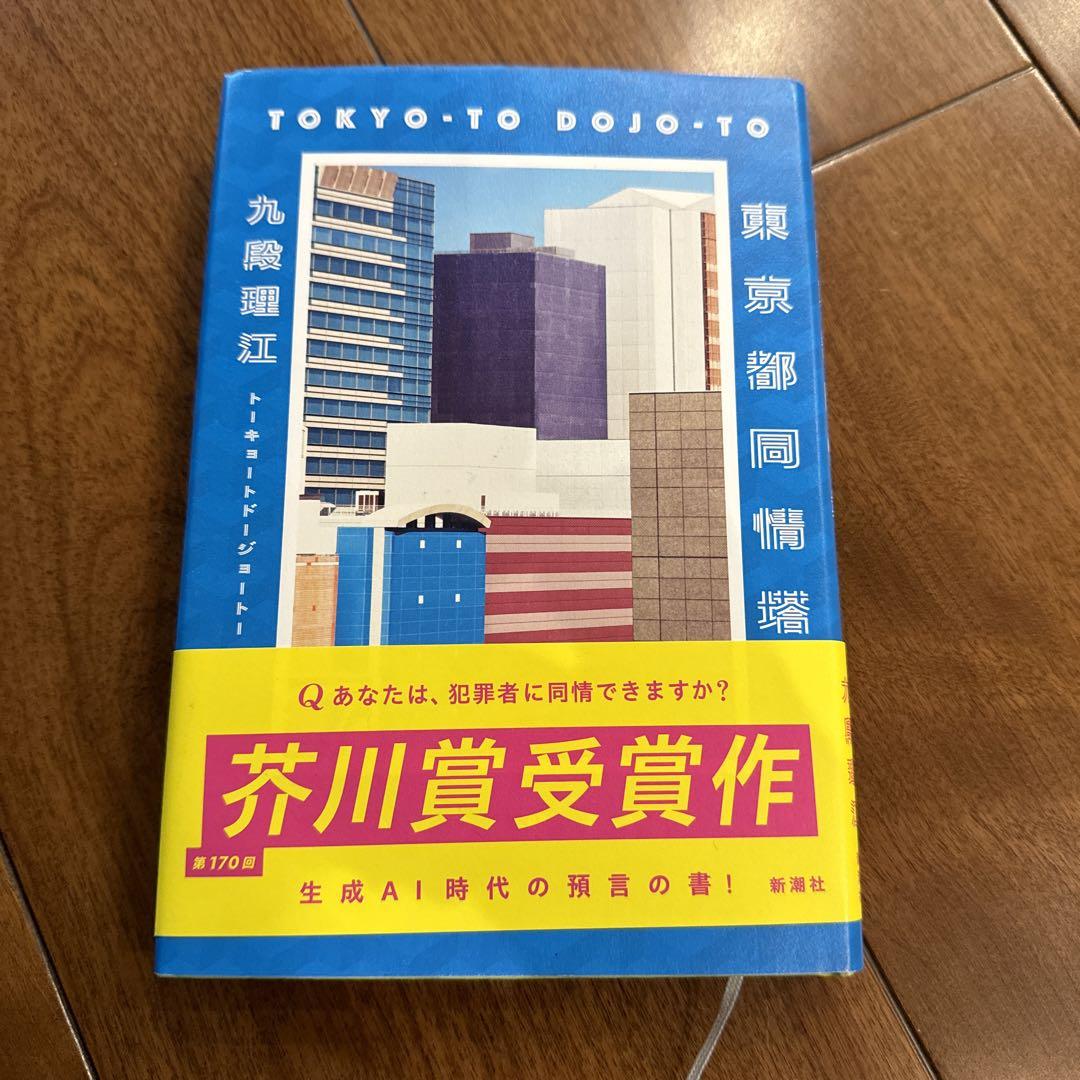 TOKYO-TO DOJO-TO
東京都同情塔
九段理江
トーキョートドージョートー
Q あなたは、犯罪者に同情できますか?
芥川賞受賞作
第170回
生成AI時代の預言の書!
新潮社